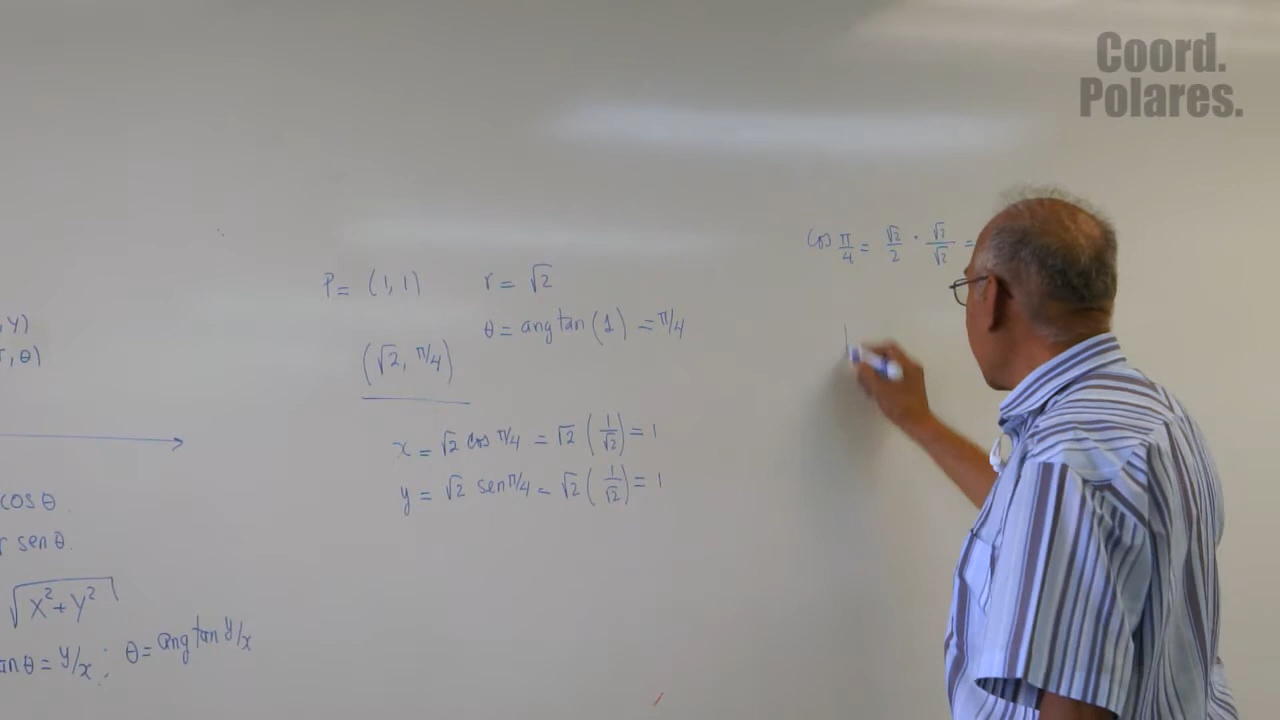 Coord.
Polares.
cos π/4 = √2/2 · √2/√2 =
P = (1,1) r = √2
θ = ang tan (1) = π/4
(√2, π/4)
x = √2 cos π/4 = √2 (1/√2) = 1
y = √2 sen π/4 = √2 (1/√2) = 1
, y)
, θ)
cos θ
r sen θ.
√x²+y²
an θ = y/x ; θ = ang tan y/x